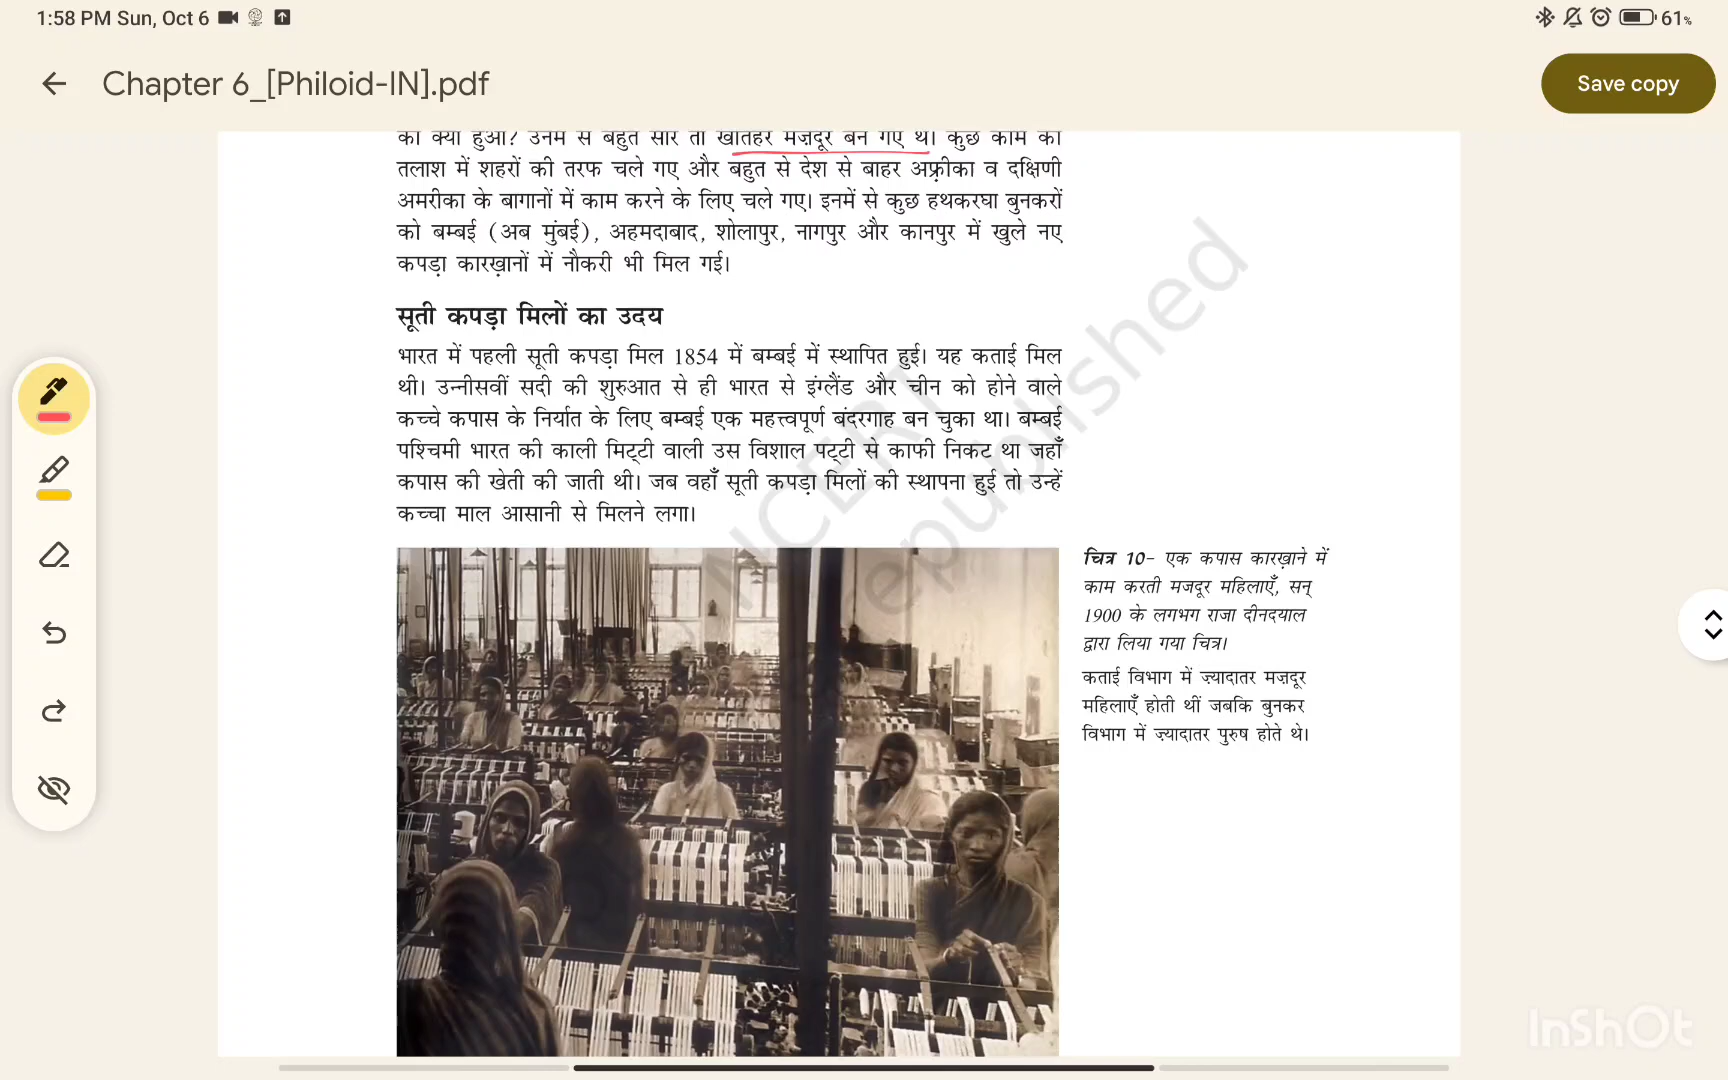 1:58 PM Sun, Oct 6
61%
Chapter 6_[Philoid-IN].pdf
Save copy
का क्या हुआ? उनमें से बहुत सारे तो खेतिहर मज़दूर बन गए थे। कुछ काम की
तलाश में शहरों की तरफ चले गए और बहुत से देश से बाहर अफ़्रीका व दक्षिणी
अमरीका के बागानों में काम करने के लिए चले गए। इनमें से कुछ हथकरघा बुनकरों
को बम्बई (अब मुंबई), अहमदाबाद, शोलापुर, नागपुर और कानपुर में खुले नए
कपड़ा कारख़ानों में नौकरी भी मिल गई।
सूती कपड़ा मिलों का उदय
भारत में पहली सूती कपड़ा मिल 1854 में बम्बई में स्थापित हुई। यह कताई मिल
थी। उन्नीसवीं सदी की शुरुआत से ही भारत से इंग्लैंड और चीन को होने वाले
कच्चे कपास के निर्यात के लिए बम्बई एक महत्त्वपूर्ण बंदरगाह बन चुका था। बम्बई
पश्चिमी भारत की काली मिट्टी वाली उस विशाल पट्टी से काफी निकट था जहाँ
कपास की खेती की जाती थी। जब वहाँ सूती कपड़ा मिलों की स्थापना हुई तो उन्हें
कच्चा माल आसानी से मिलने लगा।
चित्र 10- एक कपास कारख़ाने में
काम करती मजदूर महिलाएँ, सन्
1900 के लगभग राजा दीनदयाल
द्वारा लिया गया चित्र।
कताई विभाग में ज्यादातर मज़दूर
महिलाएँ होती थीं जबकि बुनकर
विभाग में ज़्यादातर पुरुष होते थे।
NCERT
republished
InShOt